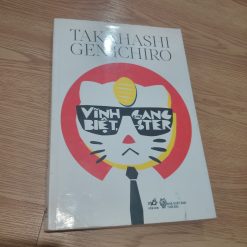 TAKAHASHI
GENICHIRO
VĨNH GANG
BIỆT, STER